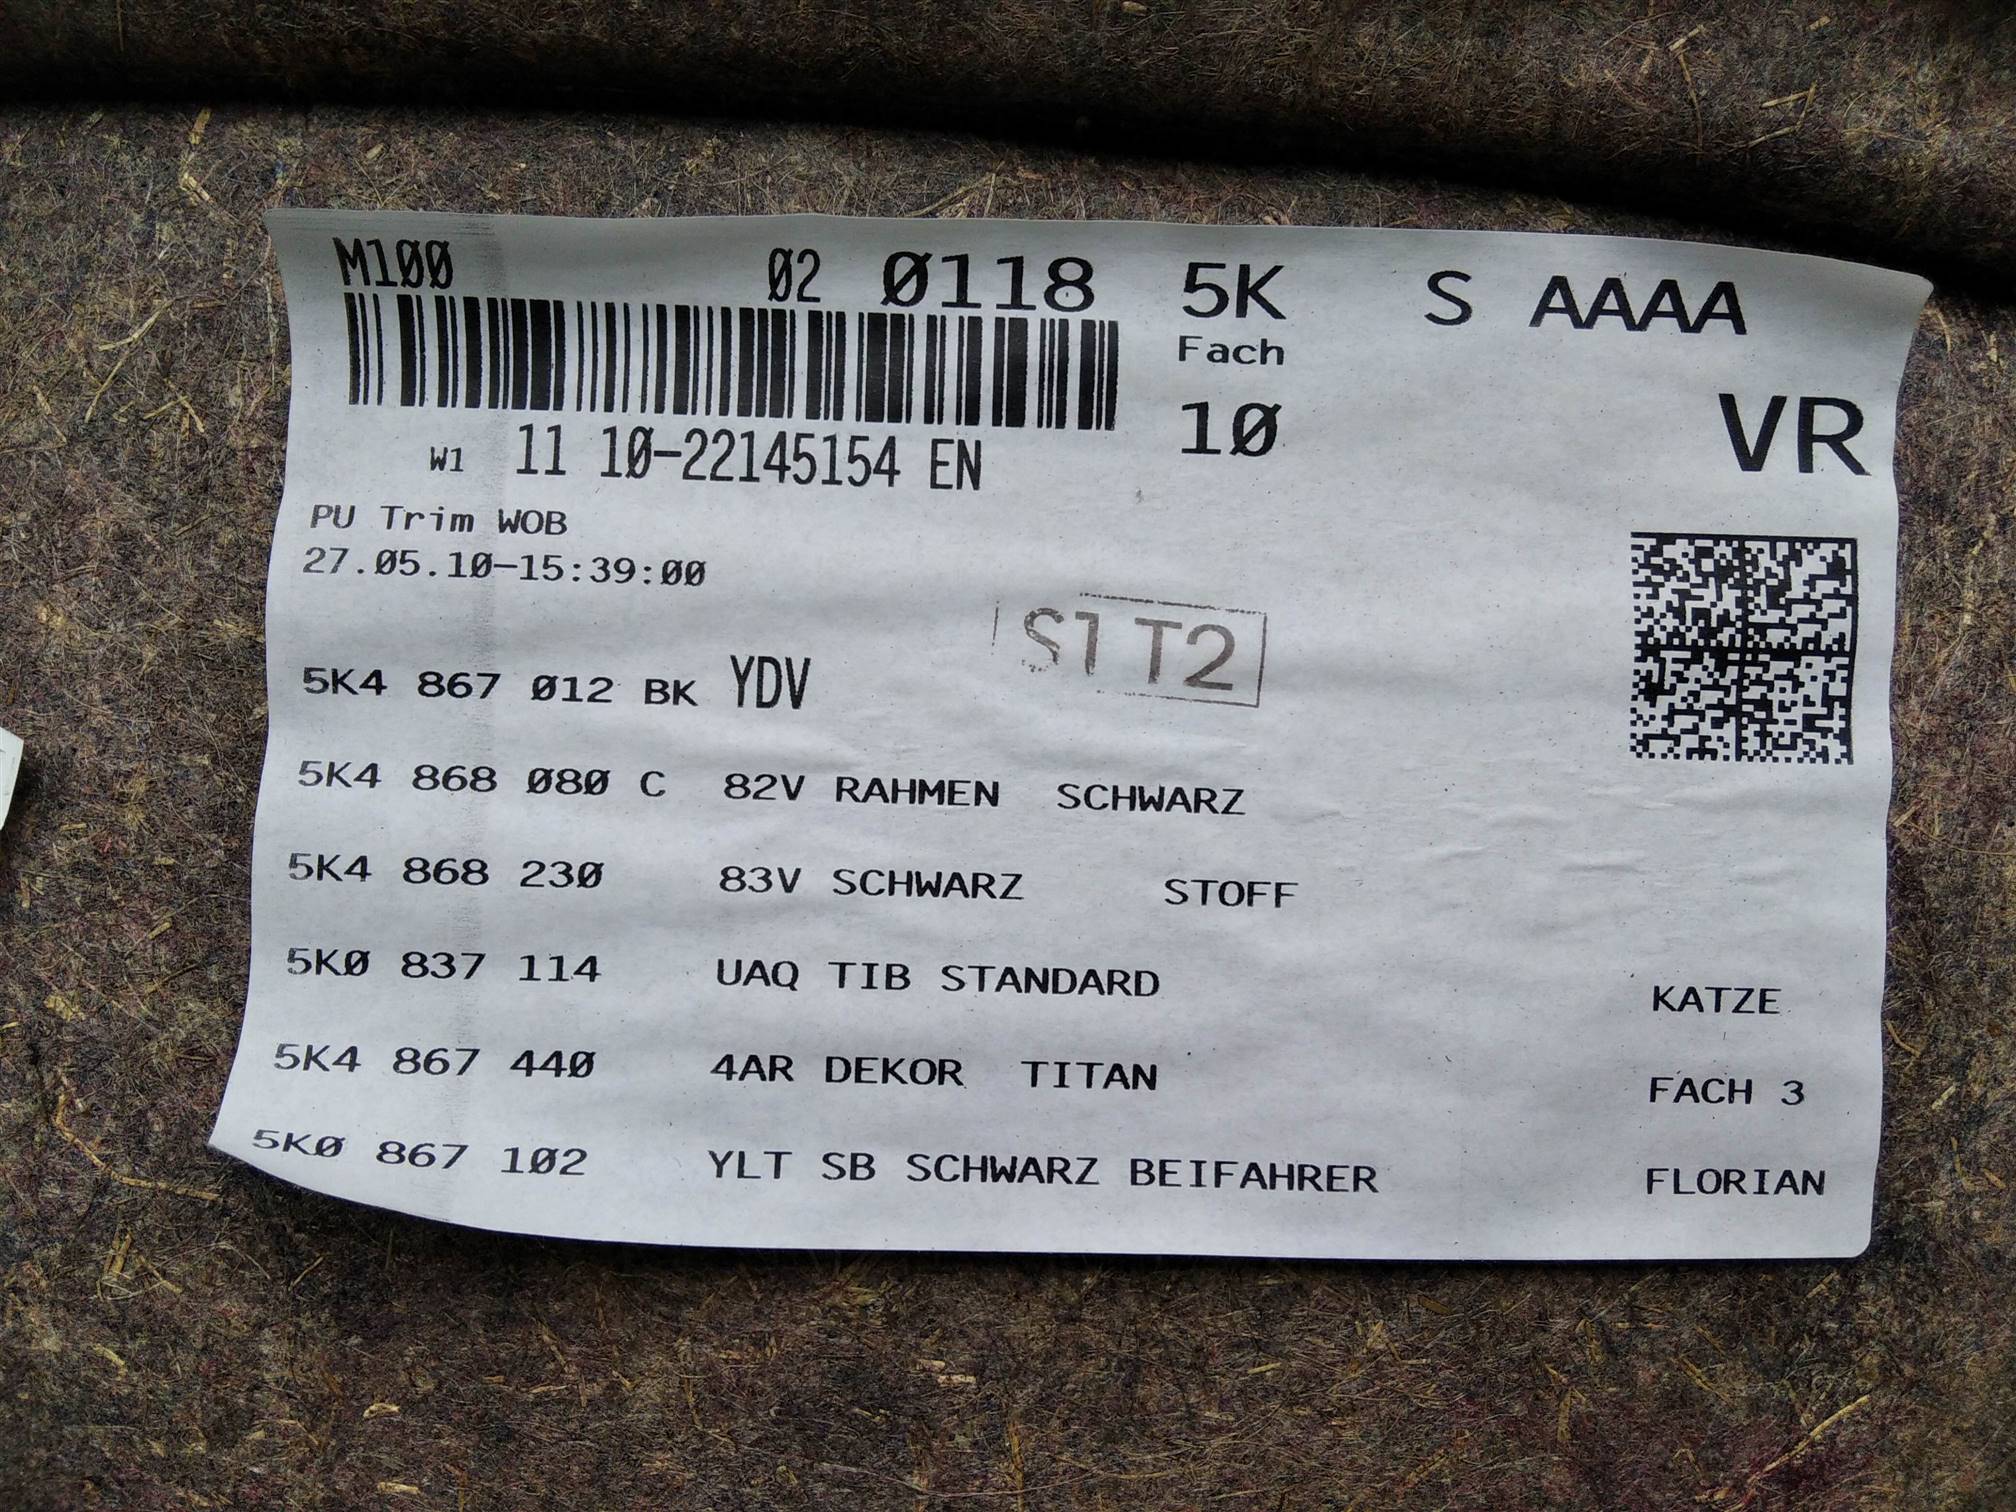 M100 02 0118 5K S AAAA
Fach
10 VR
W1 11 10-22145154 EN
PU Trim WOB
27.05.10-15:39:00
S1 T2
5K4 867 012 BK YDV
5K4 868 080 C 82V RAHMEN SCHWARZ
5K4 868 230 83V SCHWARZ STOFF
5K0 837 114 UAQ TIB STANDARD KATZE
5K4 867 440 4AR DEKOR TITAN FACH 3
5K0 867 102 YLT SB SCHWARZ BEIFAHRER FLORIAN